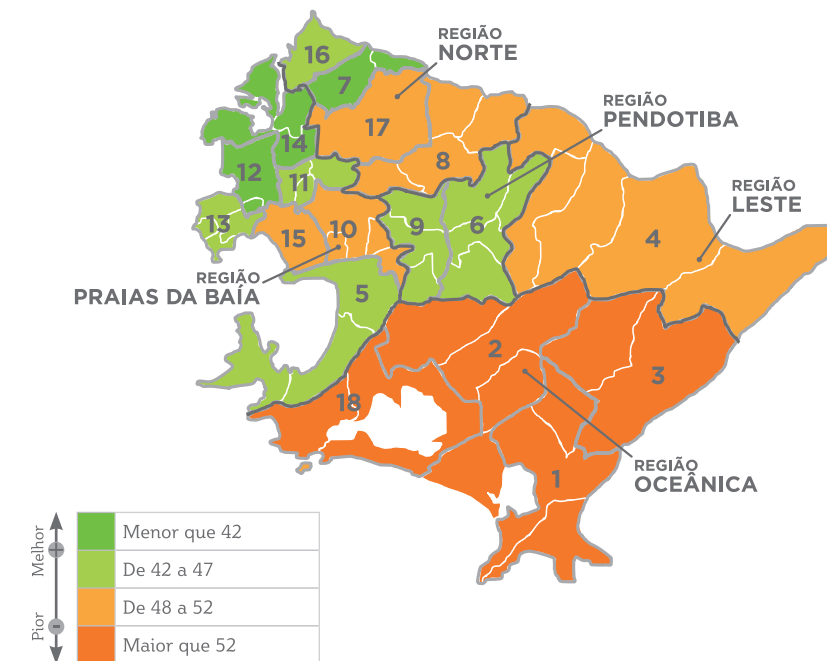 16
REGIÃO
NORTE
7
REGIÃO
PENDOTIBA
17
14
8
12
11
REGIÃO
LESTE
13
9
6
15
10
4
REGIÃO
PRAIAS DA BAÍA
5
2
3
18
REGIÃO
OCEÂNICA
1
Melhor
+
-
Pior
Menor que 42
De 42 a 47
De 48 a 52
Maior que 52